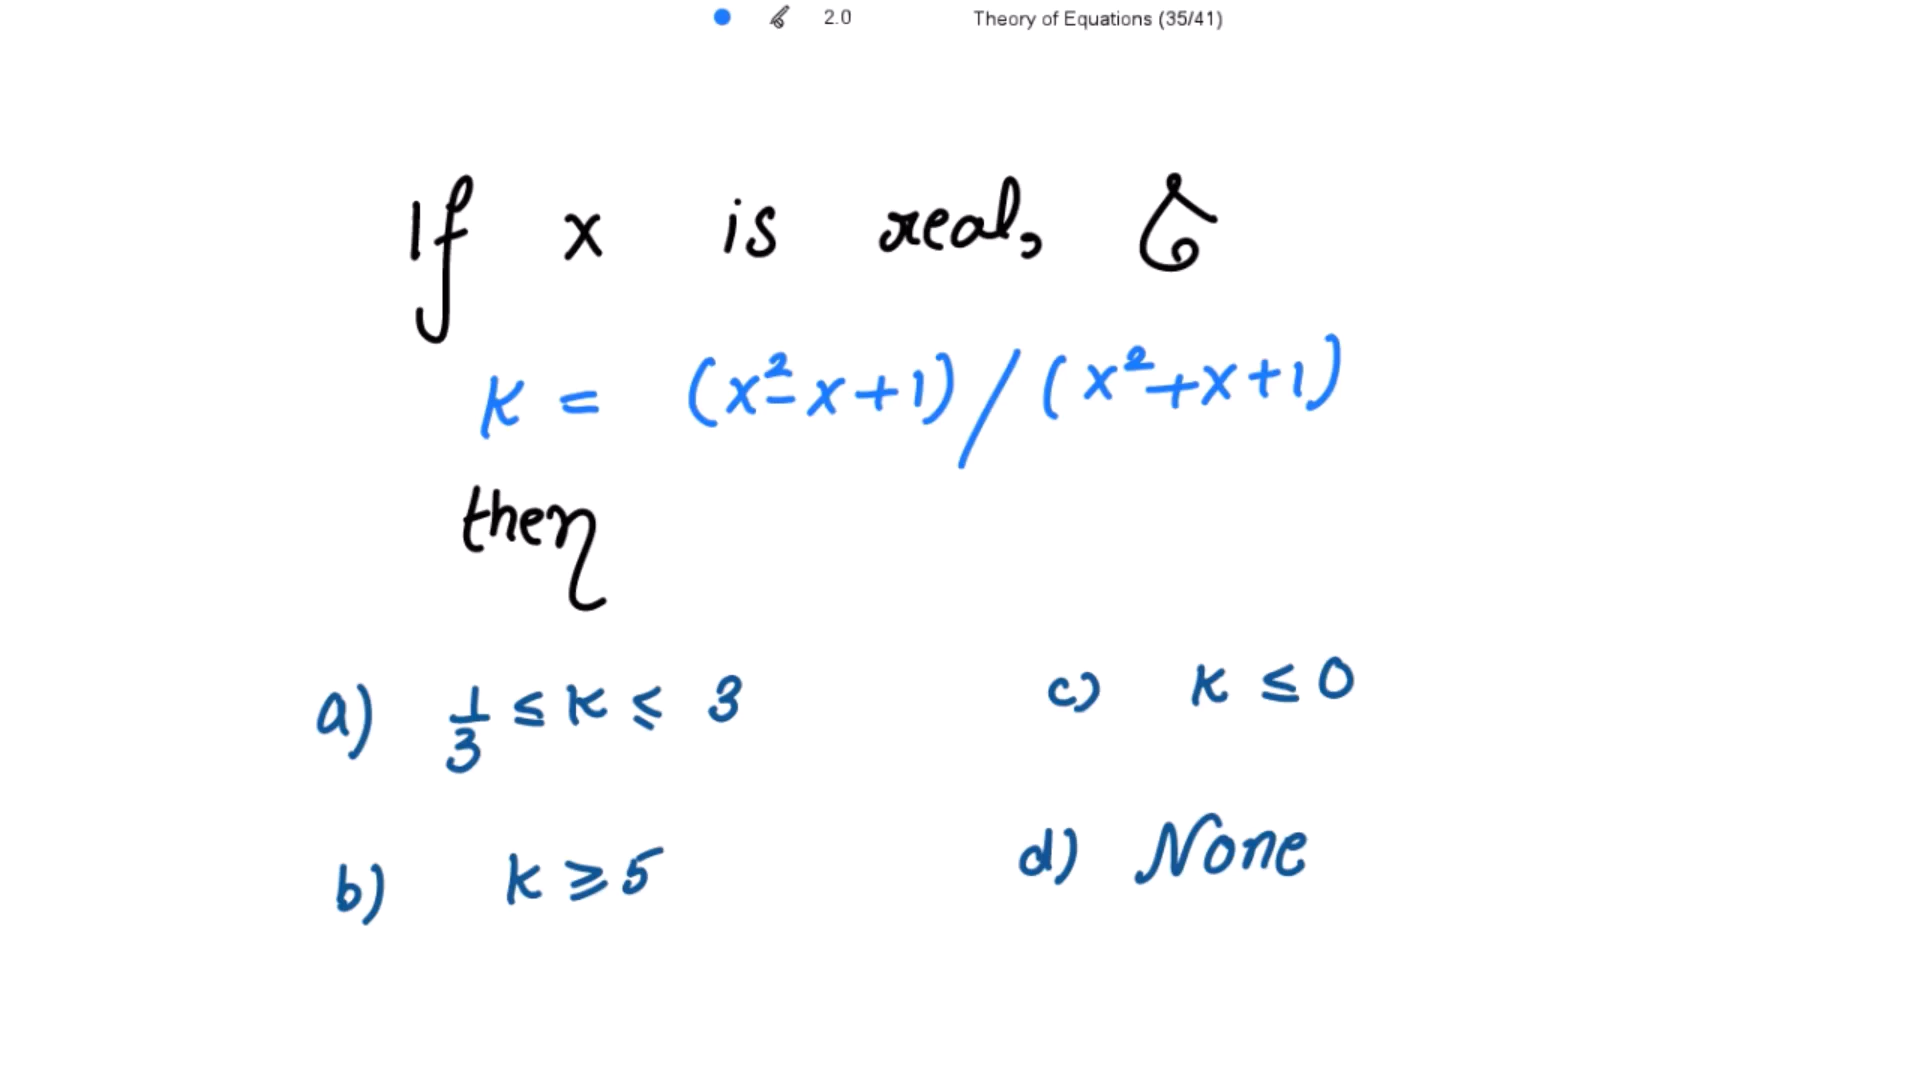 2.0 Theory of Equations (35/41)
If x is real, &
k = (x²-x+1)/(x²+x+1)
then
a) 1/3 ≤ k ≤ 3
c) k ≤ 0
b) k ≥ 5
d) None